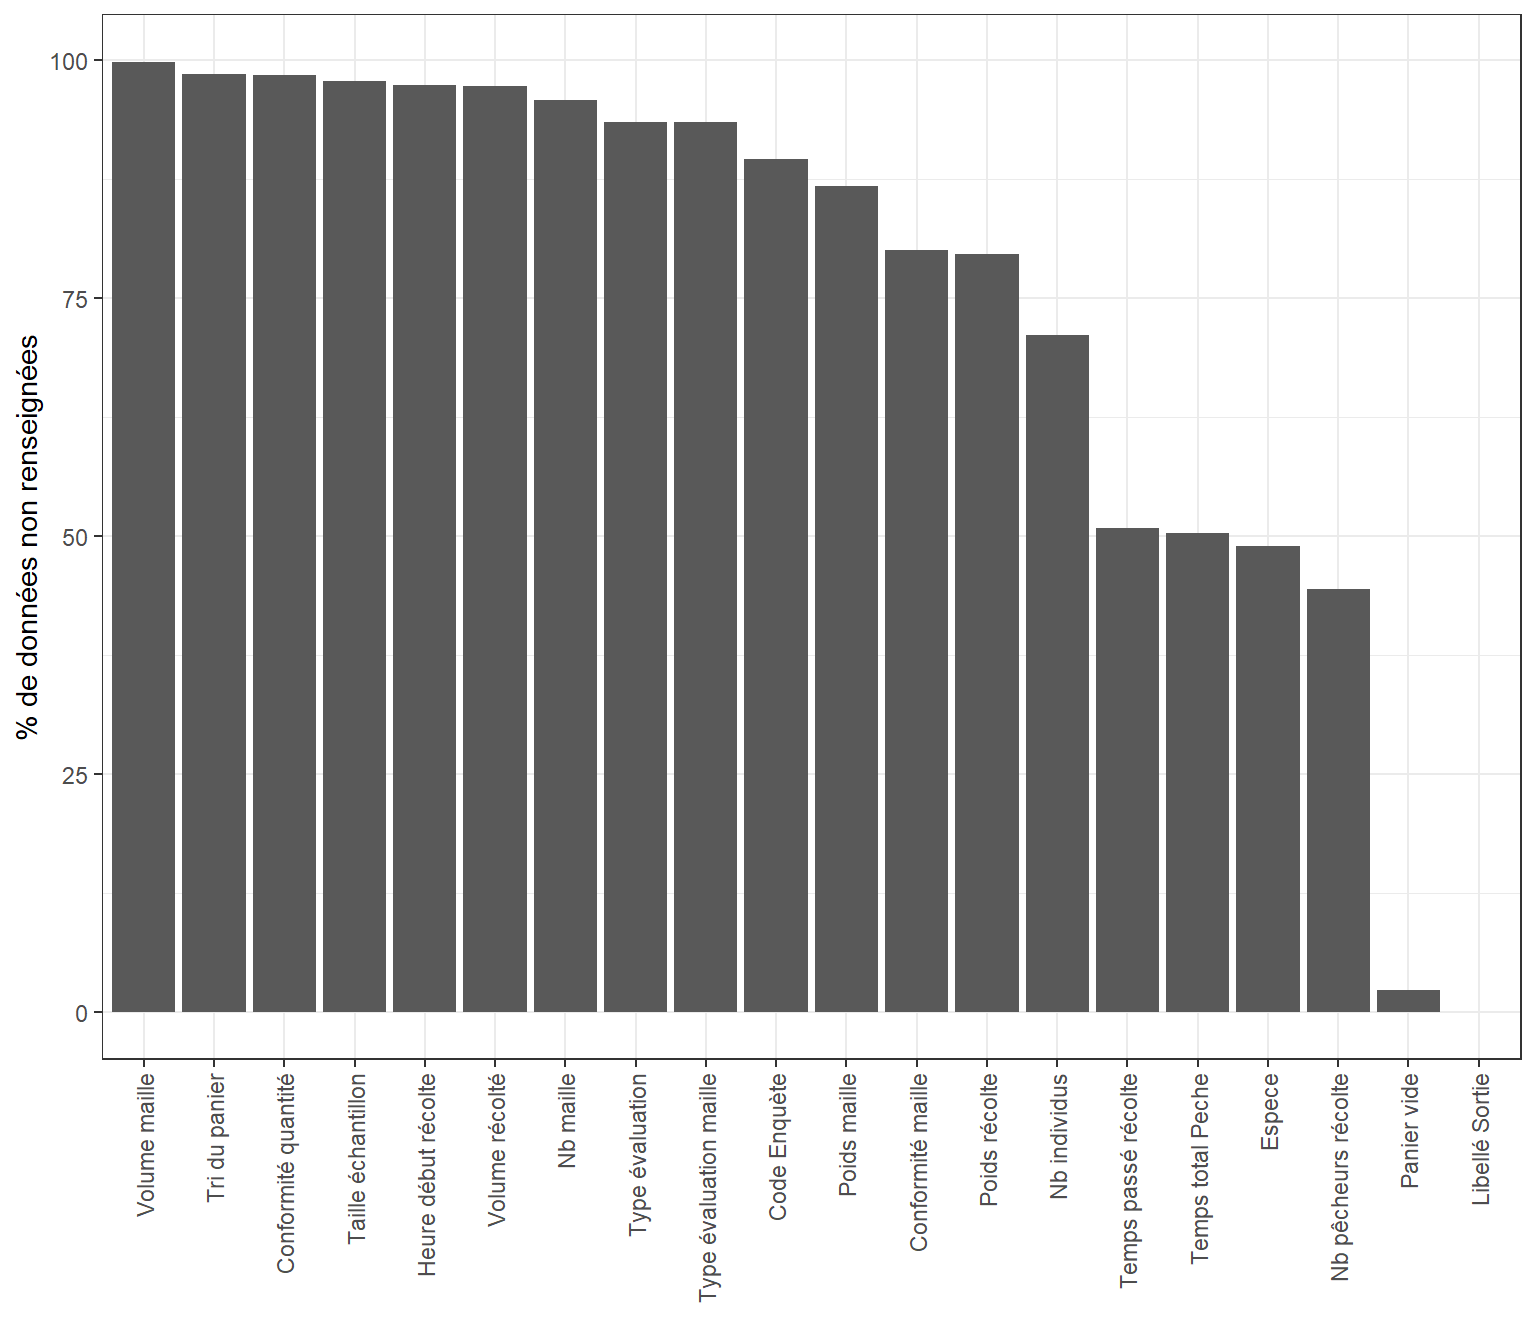 % de données non renseignées
100
75
50
25
0
Volume maille
Tri du panier
Conformité quantité
Taille échantillon
Heure début récolte
Volume récolté
Nb maille
Type évaluation
Type évaluation maille
Code Enquète
Poids maille
Conformité maille
Poids récolte
Nb individus
Temps passé récolte
Temps total Peche
Espece
Nb pêcheurs récolte
Panier vide
Libellé Sortie